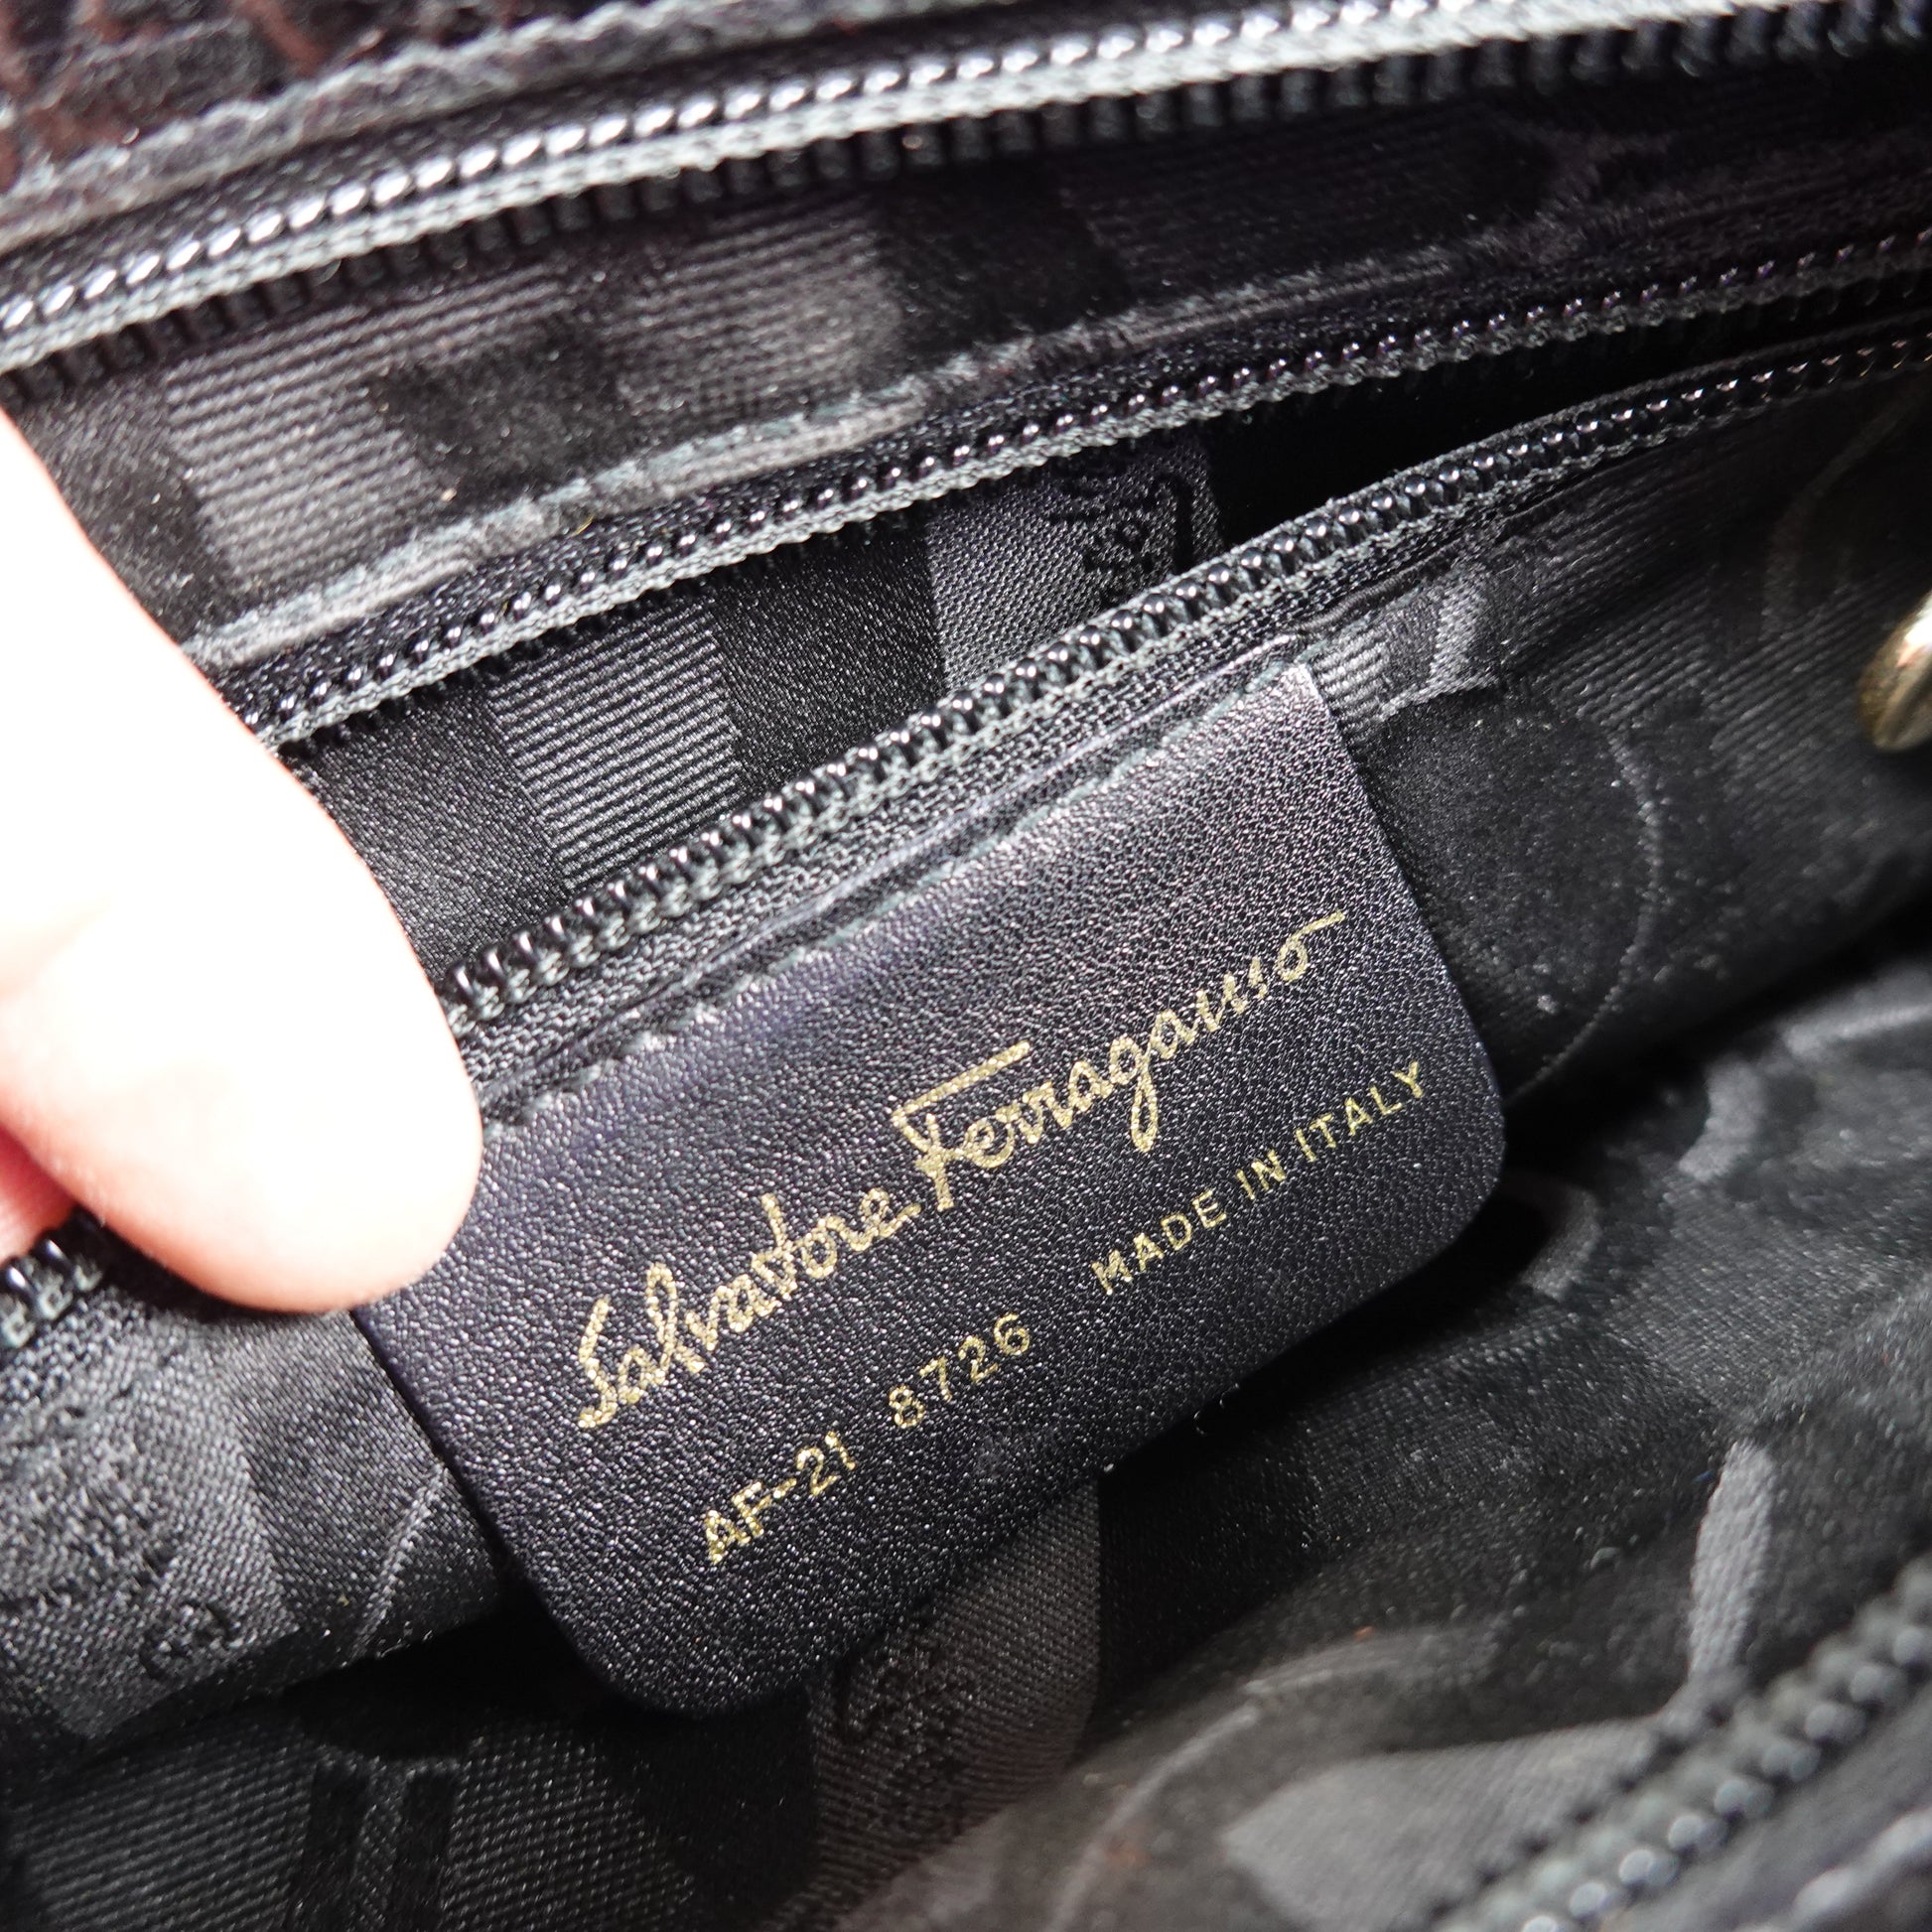 Salvatore Ferragamo
AF-21 8726 MADE IN ITALY